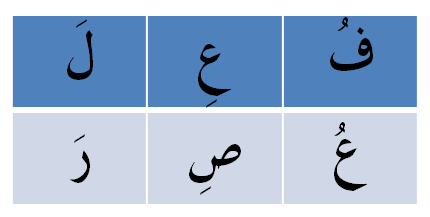 فُ عِ لَ
عُ صِ رَ